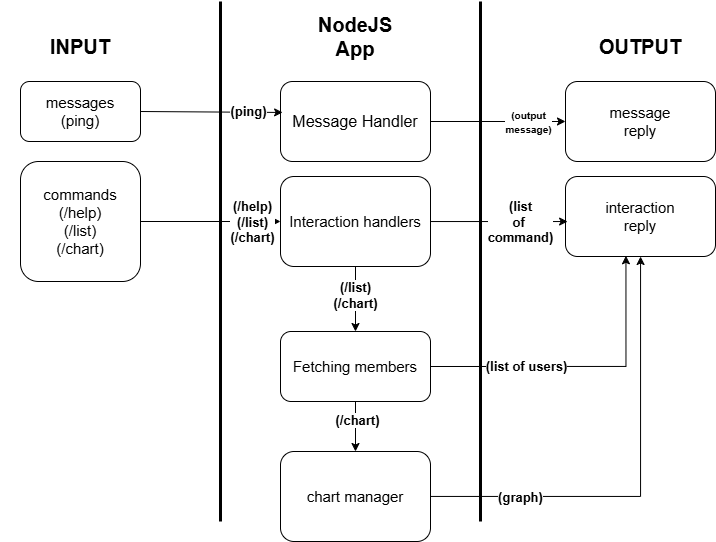 INPUT
NodeJS
App
OUTPUT
messages
(ping)
(ping)
Message Handler
(output
message)
message
reply
commands
(/help)
(/list)
(/chart)
(/help)
(/list)
(/chart)
Interaction handlers
(list
of
command)
interaction
reply
(/list)
(/chart)
Fetching members
(list of users)
(/chart)
chart manager
(graph)